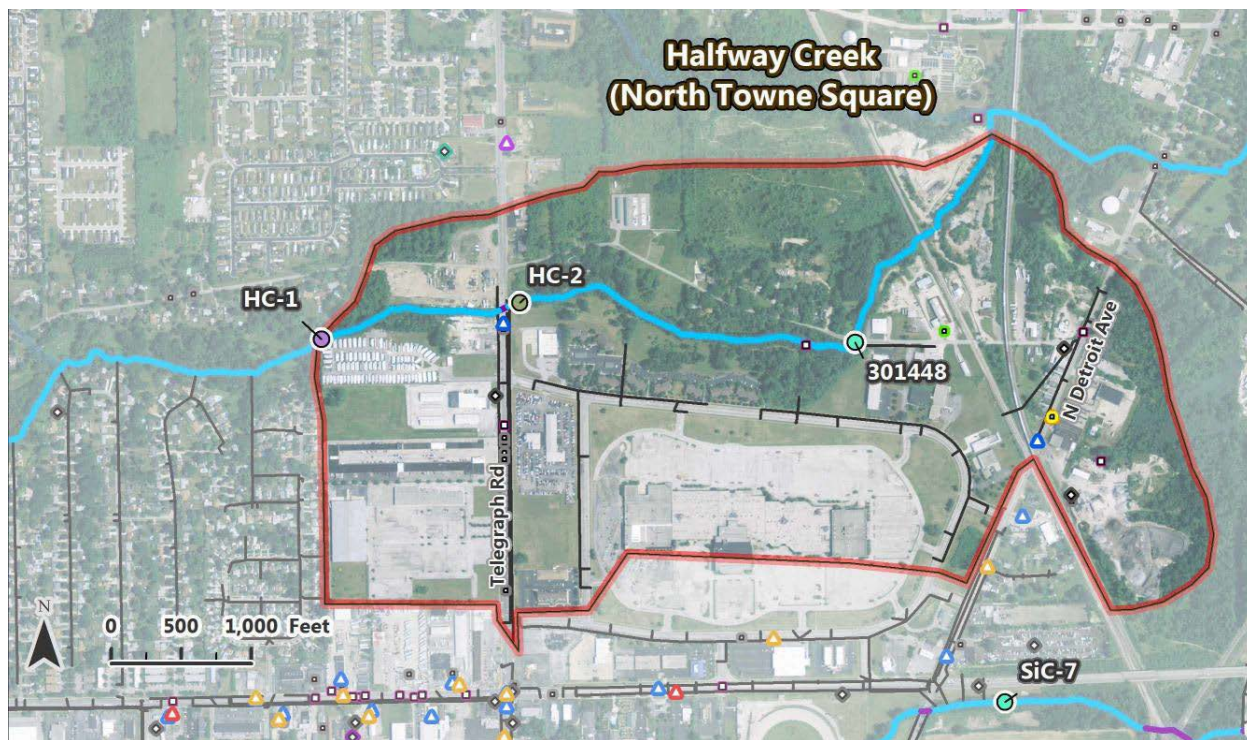 Halfway Creek
(North Towne Square)
HC-1
HC-2
301448
N Detroit Ave
Telegraph Rd
N
0 500 1,000 Feet
SiC-7